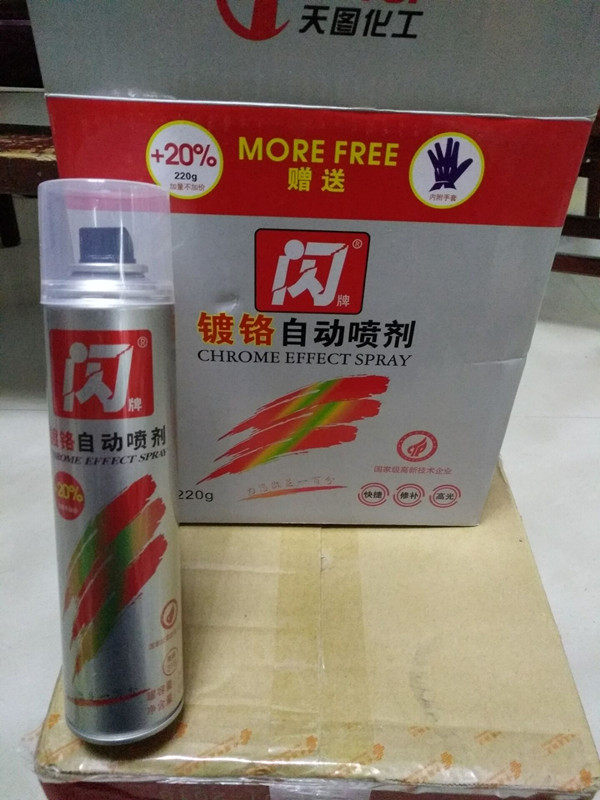 天图化工
+20%
220g
加量不加价
MORE FREE
赠送
内附手套
闪®
牌
镀铬自动喷剂
CHROME EFFECT SPRAY
国家级高新技术企业
220g
快捷 修补 高光
闪®
牌
镀铬自动喷剂
CHROME EFFECT SPRAY
+20%
净含量